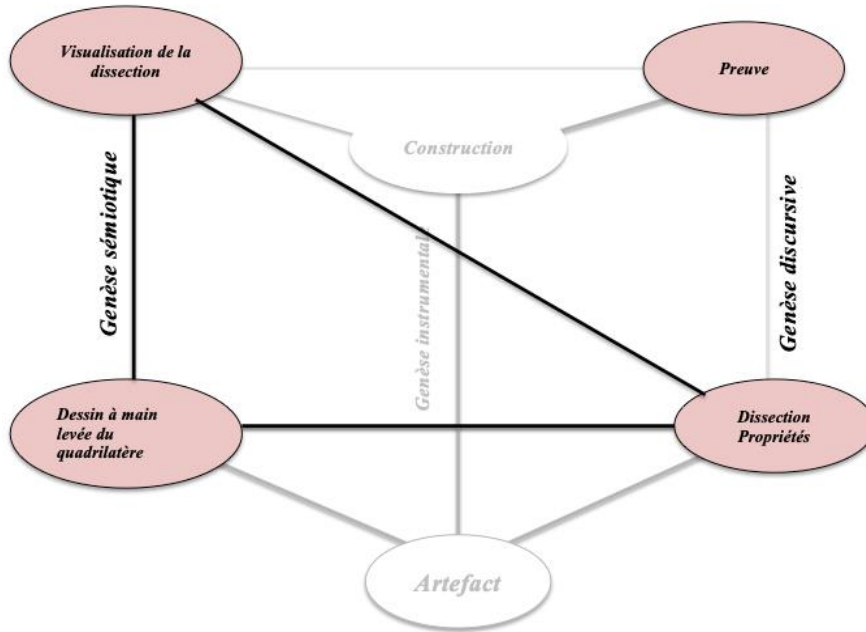 Visualisation de la
dissection
Preuve
Construction
Genèse sémiotique
Genèse instrumentale
Genèse discursive
Dessin à main
levée du
quadrilatère
Dissection
Propriétés
Artefact